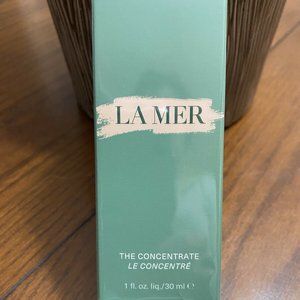 LA MER
THE CONCENTRATE
LE CONCENTRÉ
1 fl. oz. liq./30 ml ℮